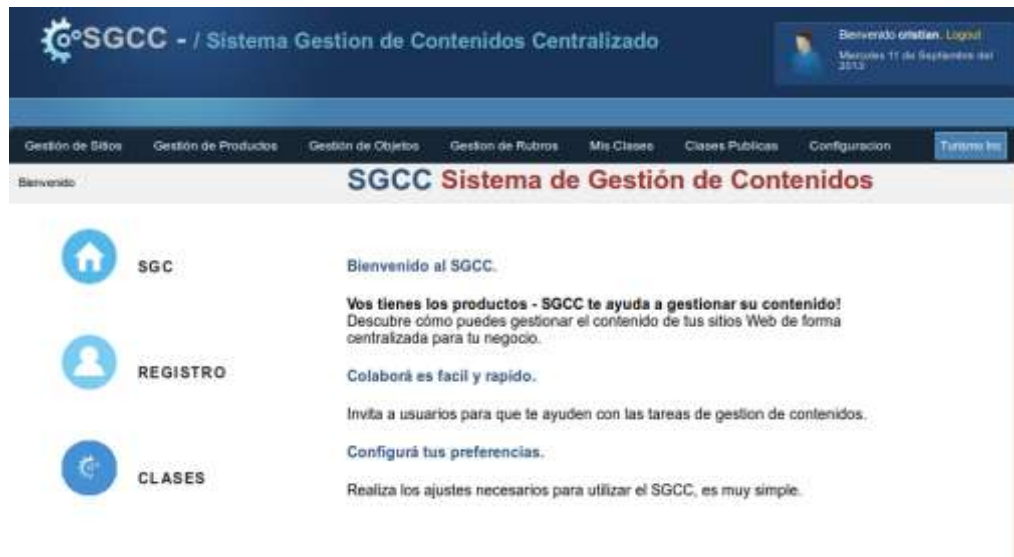 SGCC - / Sistema Gestion de Contenidos Centralizado
Bienvenido cristian. Logout
Miercoles 11 de Septiembre del
2013
Gestión de Sitios Gestión de Productos Gestión de Objetos Gestion de Rubros Mis Clases Clases Publicas Configuracion Turismo Inc
Bienvenido
SGCC Sistema de Gestión de Contenidos
SGC
Bienvenido al SGCC.
Vos tienes los productos - SGCC te ayuda a gestionar su contenido!
Descubre cómo puedes gestionar el contenido de tus sitios Web de forma
centralizada para tu negocio.
REGISTRO
Colaborá es facil y rapido.
Invita a usuarios para que te ayuden con las tareas de gestion de contenidos.
Configurá tus preferencias.
CLASES
Realiza los ajustes necesarios para utilizar el SGCC, es muy simple.